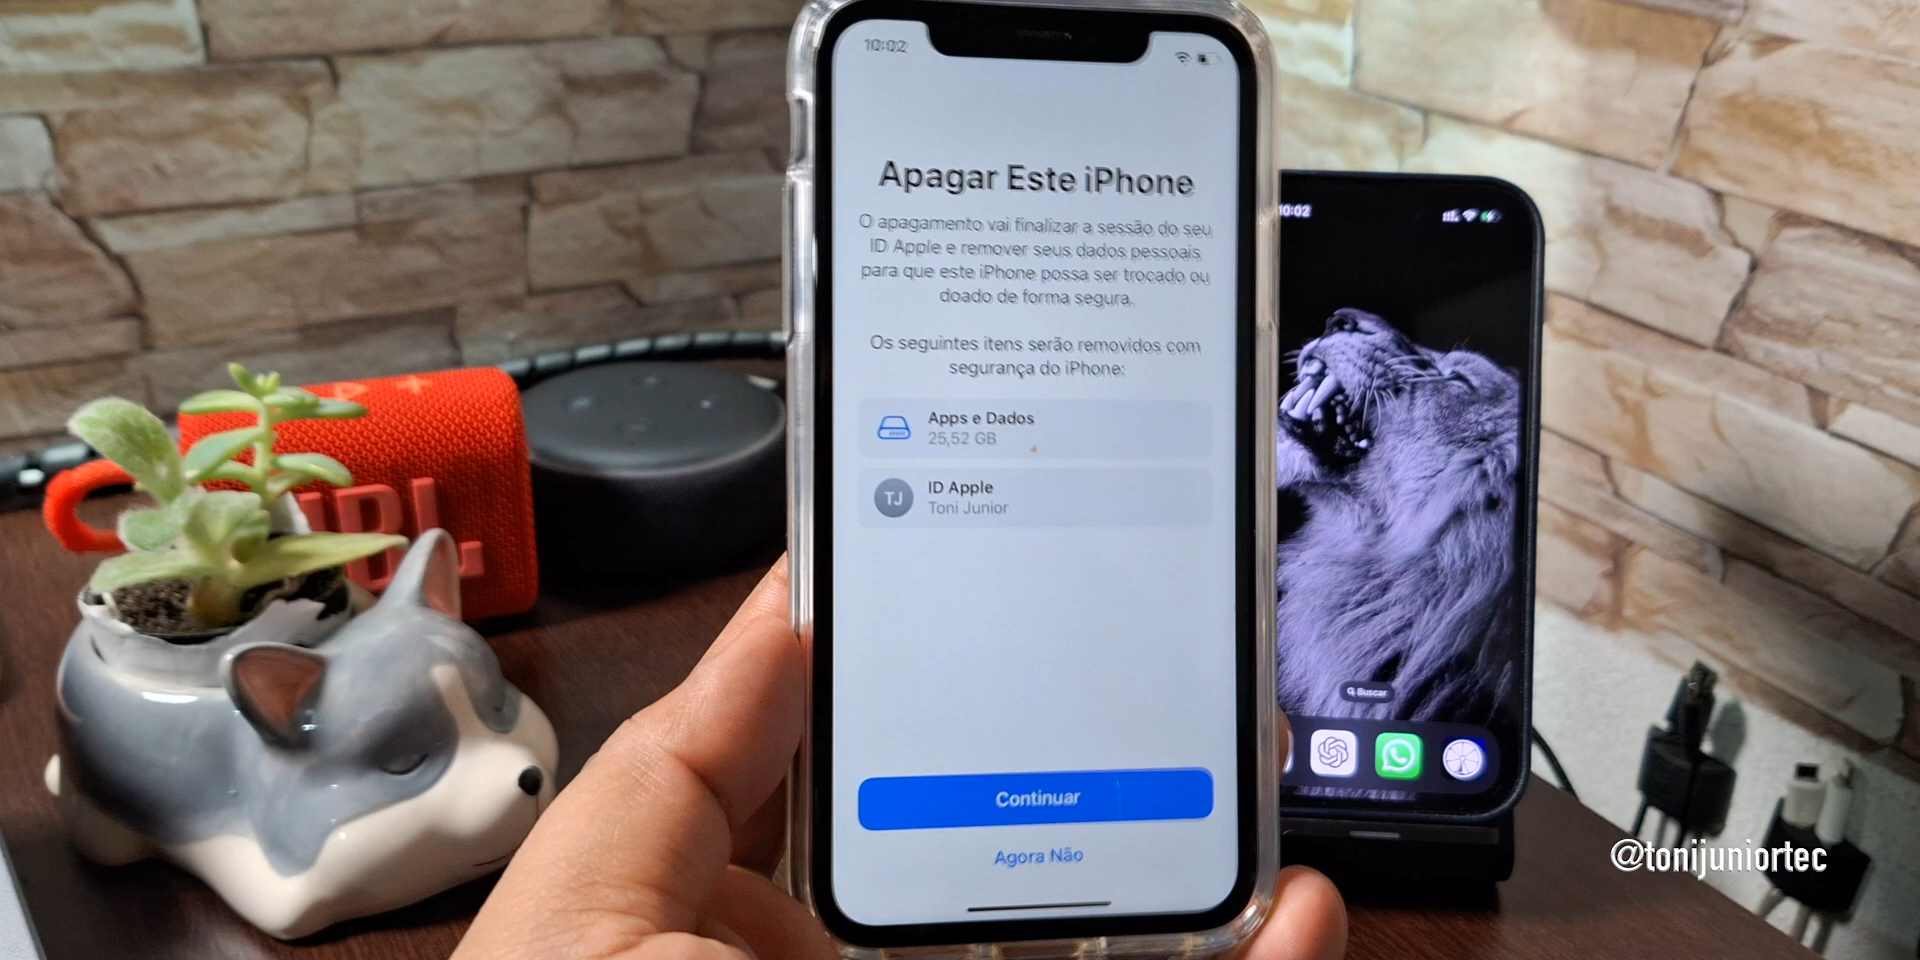 10:02
Apagar Este iPhone
O apagamento vai finalizar a sessão do seu
ID Apple e remover seus dados pessoais
para que este iPhone possa ser trocado ou
doado de forma segura.
Os seguintes itens serão removidos com
segurança do iPhone:
Apps e Dados
25,52 GB
TJ
ID Apple
Toni Junior
Continuar
Agora Não
10:02
Buscar
JBL
@tonijuniortec